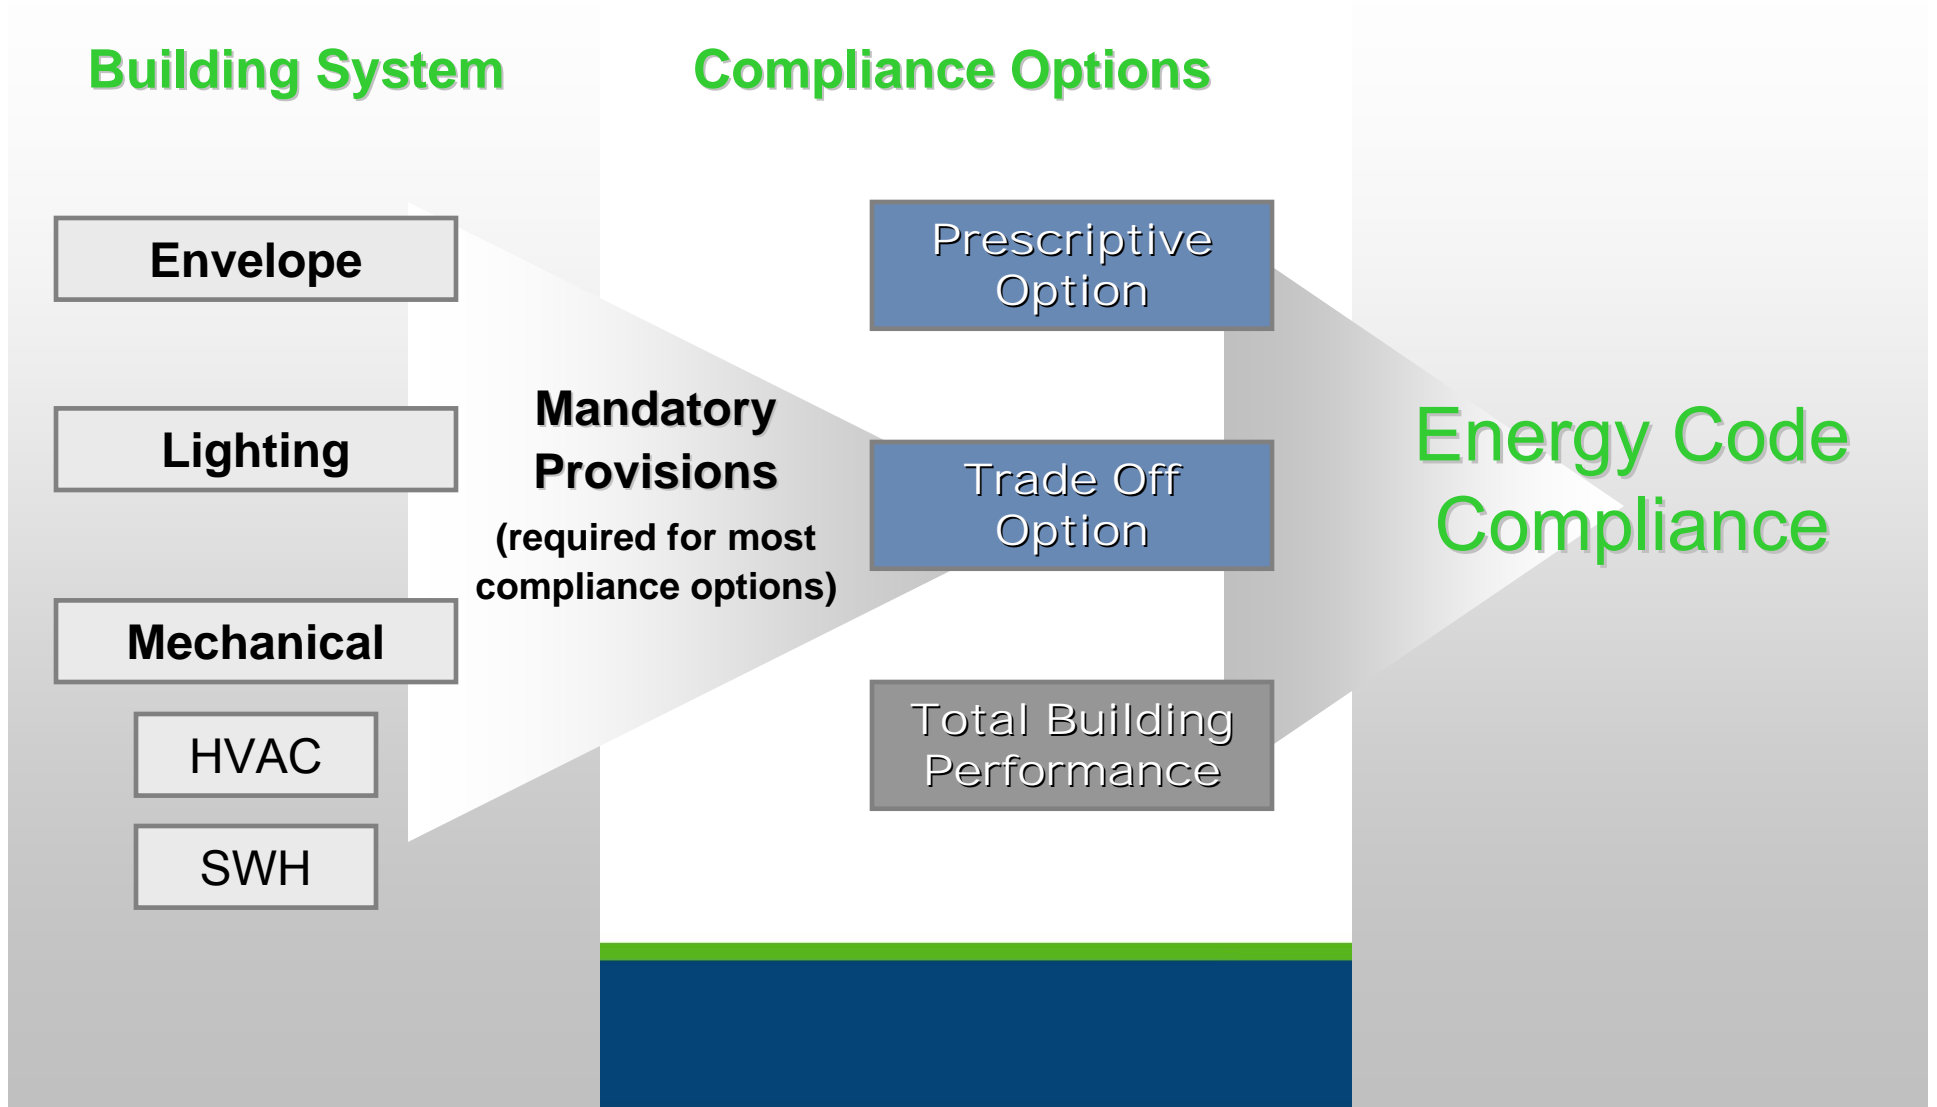 Building System
Compliance Options
Envelope
Lighting
Mechanical
HVAC
SWH
Mandatory
Provisions
(required for most
compliance options)
Prescriptive
Option
Trade Off
Option
Total Building
Performance
Energy Code
Compliance